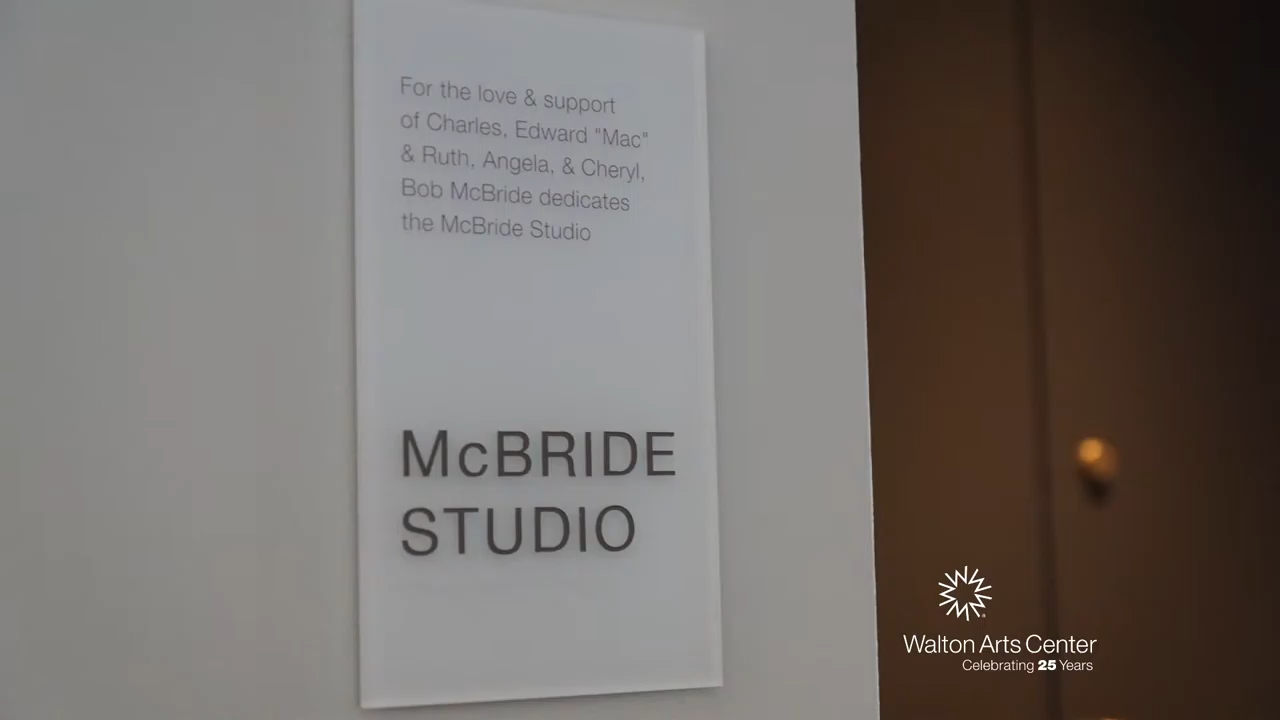 For the love & support
of Charles, Edward "Mac"
& Ruth, Angela, & Cheryl,
Bob McBride dedicates
the McBride Studio
McBRIDE
STUDIO
Walton Arts Center
Celebrating 25 Years